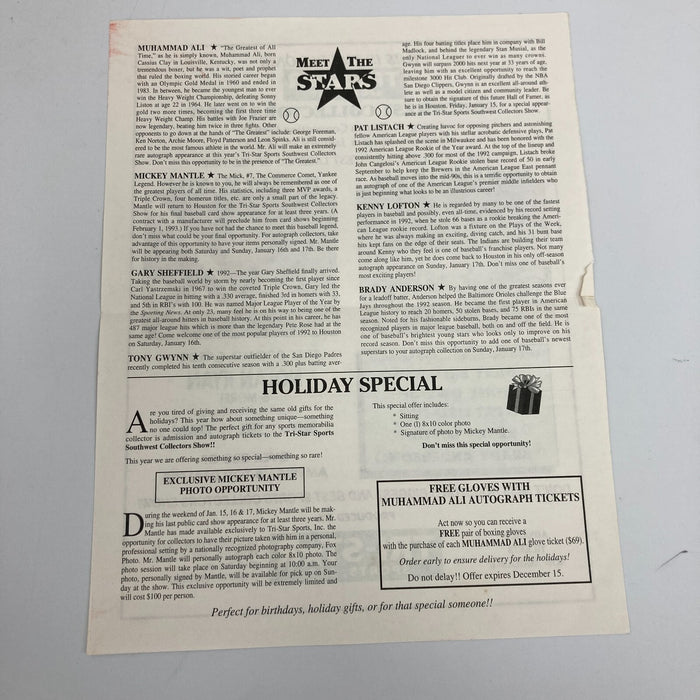 MUHAMMAD ALI ★ "The Greatest of All
Time," as he is simply known, Mohammad Ali, born
Cassius Clay in Louisville, Kentucky, was not only a
tremendous boxer, but he was a wit, poet and prophet
that ruled the boxing world. His storied career began
with an Olympic Gold Medal in 1960 and ended in
1983. In between, he became the youngest man to ever
win the Heavy Weight Championship, defeating Sonny
Liston at age 22 in 1964. He later went on to win the
gold two more times, becoming the first three time
Heavy Weight Champ. His battles with Joe Frazier are
now legendary, beating him twice in three fights. Other
opponents to go down at the hands of "The Greatest" include: George Foreman,
Ken Norton, Archie Moore, Floyd Patterson and Leon Spinks. Ali is still consid-
ered to be the most famous athlete in the world. Mr. Ali will make an extremely
rare autograph appearance at this year's Tri-Star Sports Southwest Collectors
Show. Don't miss this opportunity to be in the presence of "The Greatest."
MICKEY MANTLE ★ The Mick, #7, The Commerce Comet, Yankee
Legend. However he is known to you, he will always be remembered as one of
the greatest players of all time. His statistics, including three MVP awards, a
Triple Crown, four homerun titles, etc. are only a small part of the legacy.
Mantle will return to Houston for the Tri-Star Sports Southwest Collectors
Show for his final baseball card show appearance for at least three years. (A
contract with a manufacturer will preclude him from card shows beginning
February 1, 1993.) If you have not had the chance to meet this baseball legend,
don't miss what could be your final opportunity. For autograph collectors, take
advantage of this opportunity to have your items personally signed. Mr. Mantle
will be appearing both Saturday and Sunday, January 16th and 17th. Be there
for history in the making.
GARY SHEFFIELD ★ 1992—The year Gary Sheffield finally arrived.
Taking the baseball world by storm by nearly becoming the first player since
Carl Yastrzemski in 1967 to win the coveted Triple Crown, Gary led the
National League in hitting with a .330 average, finished 3rd in homers with 33,
and 5th in RBI's with 100. He was named Major League Player of the Year by
the Sporting News. At only 23, many feel he is on his way to being one of the
greatest all-around hitters in baseball history. At this point in his career, he has
487 major league hits which is more than the legendary Pete Rose had at the
same age! Come welcome one of the most popular players of 1992 to Houston
on Saturday, January 16th.
TONY GWYNN ★ The superstar outfielder of the San Diego Padres
recently completed his tenth consecutive season with a .300 plus batting aver-
MEET THE
STARS
age. His four batting titles place him in company with Bill
Madlock, and behind the legendary Stan Musial, as the
only National Leaguers to ever win as many crowns.
Gwynn will surpass 2000 hits next year at 33 years of age,
leaving him with an excellent opportunity to reach the
milestone 3000 Hit Club. Originally drafted by the NBA
San Diego Clippers, Gwynn is an excellent all-around ath-
lete as well as a model citizen and community leader. Be
sure to obtain the signature of this future Hall of Famer, as
he is in Houston, Friday, January 15, for a special appear-
ance at the Tri-Star Sports Southwest Collectors Show.
PAT LISTACH ★ Creating havoc for opposing pitchers and astonishing
fellow American League players with his stellar acrobatic defensive plays, Pat
Listach has splashed on the scene in Milwaukee and has been honored with the
1992 American League Rookie of the Year award. At the top of the lineup and
consistently hitting above .300 for most of the 1992 campaign, Listach broke
John Cangelosi's American League Rookie stolen base record of 50 in early
September to help keep the Brewers in the American League East pennant
race. As baseball moves into the mid-90s, this is a terrific opportunity to obtain
an autograph of one of the American League's premier middle infielders who
is just beginning what looks to be an illustrious career!
KENNY LOFTON ★ He is regarded by many to be one of the fastest
players in baseball and possibly, even all-time, evidenced by his record setting
performance in 1992, when he stole 66 bases as a rookie breaking the Ameri-
can League rookie record. Lofton was a fixture on the Plays of the Week,
where he was always making an exciting, diving catch, and his 31 bunt base
hits kept fans on the edge of their seats. The Indians are building their team
around Kenny who they feel is one of baseball's franchise players. Not many
come along like him, yet he does come back to Houston in his only off-season
autograph appearance on Sunday, January 17th. Don't miss one of baseball's
most exciting players!
BRADY ANDERSON ★ By having one of the greatest seasons ever
for a leadoff batter, Anderson helped the Baltimore Orioles challenge the Blue
Jays throughout the 1992 season. He became the first player in American
League history to reach 20 homers, 50 stolen bases, and 75 RBIs in the same
season. Noted for his fashionable sideburns, Brady became one of the most
recognized players in major league baseball, both on and off the field. He is
one of baseball's brightest young stars who looks only to improve on his
record season. Don't miss this opportunity to add one of baseball's newest
superstars to your autograph collection on Sunday, January 17th.
HOLIDAY SPECIAL
Are you tired of giving and receiving the same old gifts for the
holidays? This year how about something unique—something
no one could top! The perfect gift for any sports memorabilia
collector is admission and autograph tickets to the Tri-Star Sports
Southwest Collectors Show!!
This year we are offering something so special—something so rare!
EXCLUSIVE MICKEY MANTLE
PHOTO OPPORTUNITY
During the weekend of Jan. 15, 16 & 17, Mickey Mantle will be mak-
ing his last public card show appearance for at least three years. Mr.
Mantle has made available exclusively to Tri-Star Sports, Inc. the
opportunity for collectors to have their picture taken with him in a personal,
professional setting by a nationally recognized photography company, Fox
Photo. Mr. Mantle will personally autograph each color 8x10 photo. The
photo session will take place on Saturday beginning at 10:00 a.m. Your
photo, personally signed by Mantle, will be available for pick up on Sun-
day at the show. This exclusive opportunity will be extremely limited and
will cost $100 per person.
This special offer includes:
* Sitting
* One (1) 8x10 color photo
* Signature of photo by Mickey Mantle.
Don't miss this special opportunity!
FREE GLOVES WITH
MUHAMMAD ALI AUTOGRAPH TICKETS
Act now so you can receive a
FREE pair of boxing gloves
with the purchase of each MUHAMMAD ALI glove ticket ($69).
Order early to ensure delivery for the holidays!
Do not delay!! Offer expires December 15.
Perfect for birthdays, holiday gifts, or for that special someone!!